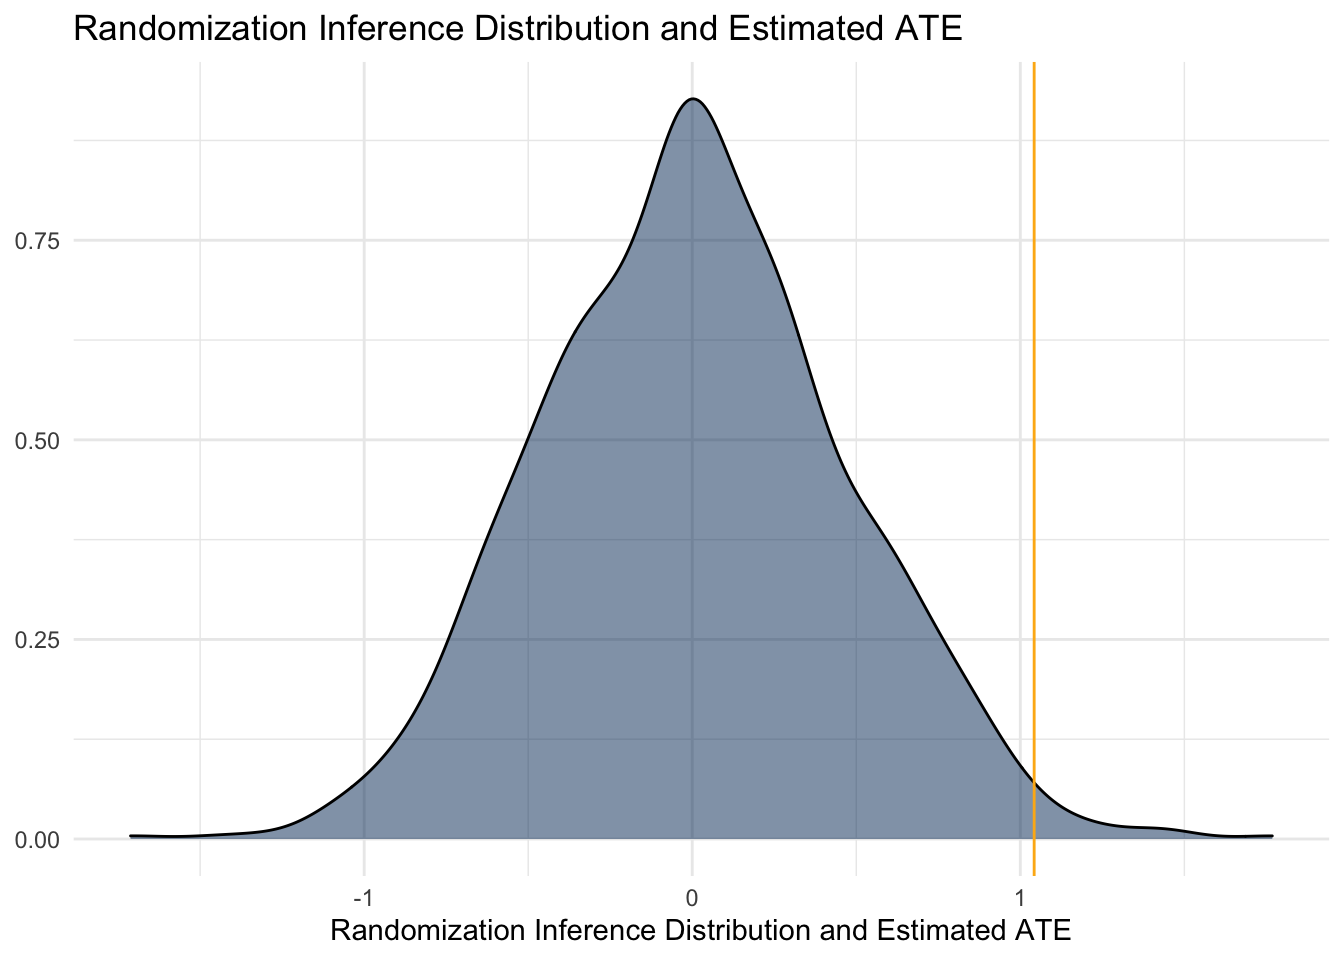 Randomization Inference Distribution and Estimated ATE
0.75
0.50
0.25
0.00
-1 0 1
Randomization Inference Distribution and Estimated ATE